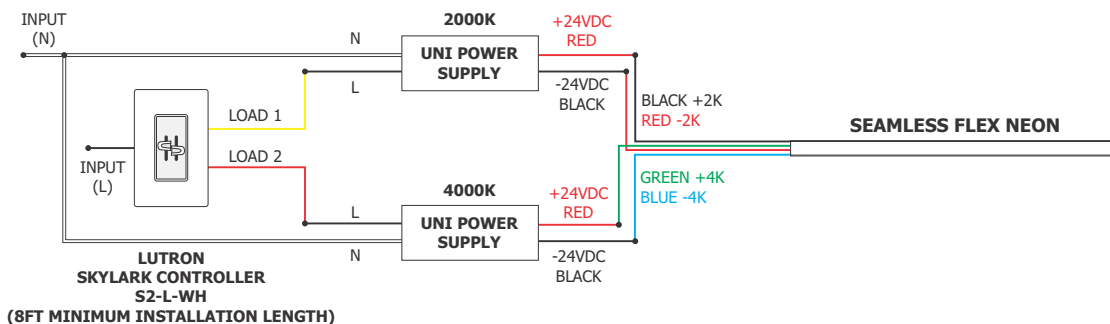 INPUT
(N)
N
2000K
UNI POWER
SUPPLY
+24VDC
RED
L
-24VDC
BLACK
LOAD 1
BLACK +2K
RED -2K
SEAMLESS FLEX NEON
INPUT
(L)
LOAD 2
GREEN +4K
BLUE -4K
L
4000K
UNI POWER
SUPPLY
+24VDC
RED
N
-24VDC
BLACK
LUTRON
SKYLARK CONTROLLER
S2-L-WH
(8FT MINIMUM INSTALLATION LENGTH)